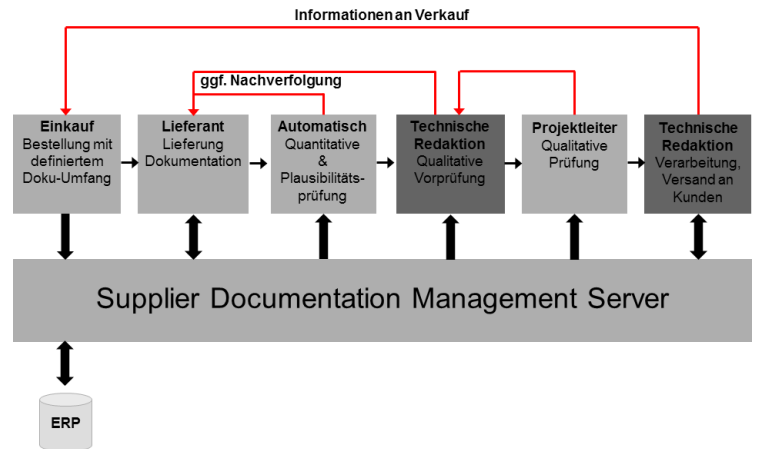 Informationen an Verkauf
ggf. Nachverfolgung
Einkauf
Bestellung mit
definiertem
Doku-Umfang
Lieferant
Lieferung
Dokumentation
Automatisch
Quantitative
&
Plausibilitäts-
prüfung
Technische
Redaktion
Qualitative
Vorprüfung
Projektleiter
Qualitative
Prüfung
Technische
Redaktion
Verarbeitung,
Versand an
Kunden
Supplier Documentation Management Server
ERP